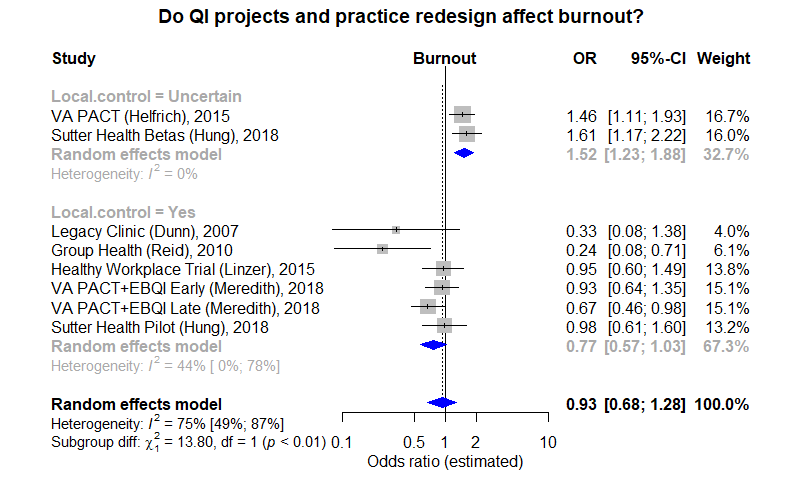 Do QI projects and practice redesign affect burnout?
Study Burnout OR 95%-CI Weight
Local.control = Uncertain
VA PACT (Helfrich), 2015 1.46 [1.11; 1.93] 16.7%
Sutter Health Betas (Hung), 2018 1.61 [1.17; 2.22] 16.0%
Random effects model 1.52 [1.23; 1.88] 32.7%
Heterogeneity: I² = 0%
Local.control = Yes
Legacy Clinic (Dunn), 2007 0.33 [0.08; 1.38] 4.0%
Group Health (Reid), 2010 0.24 [0.08; 0.71] 6.1%
Healthy Workplace Trial (Linzer), 2015 0.95 [0.60; 1.49] 13.8%
VA PACT+EBQI Early (Meredith), 2018 0.93 [0.64; 1.35] 15.1%
VA PACT+EBQI Late (Meredith), 2018 0.67 [0.46; 0.98] 15.1%
Sutter Health Pilot (Hung), 2018 0.98 [0.61; 1.60] 13.2%
Random effects model 0.77 [0.57; 1.03] 67.3%
Heterogeneity: I² = 44% [ 0%; 78%]
Random effects model 0.93 [0.68; 1.28] 100.0%
Heterogeneity: I² = 75% [49%; 87%]
Subgroup diff: χ²₁ = 13.80, df = 1 (p < 0.01) 0.1 0.5 1 2 10
Odds ratio (estimated)